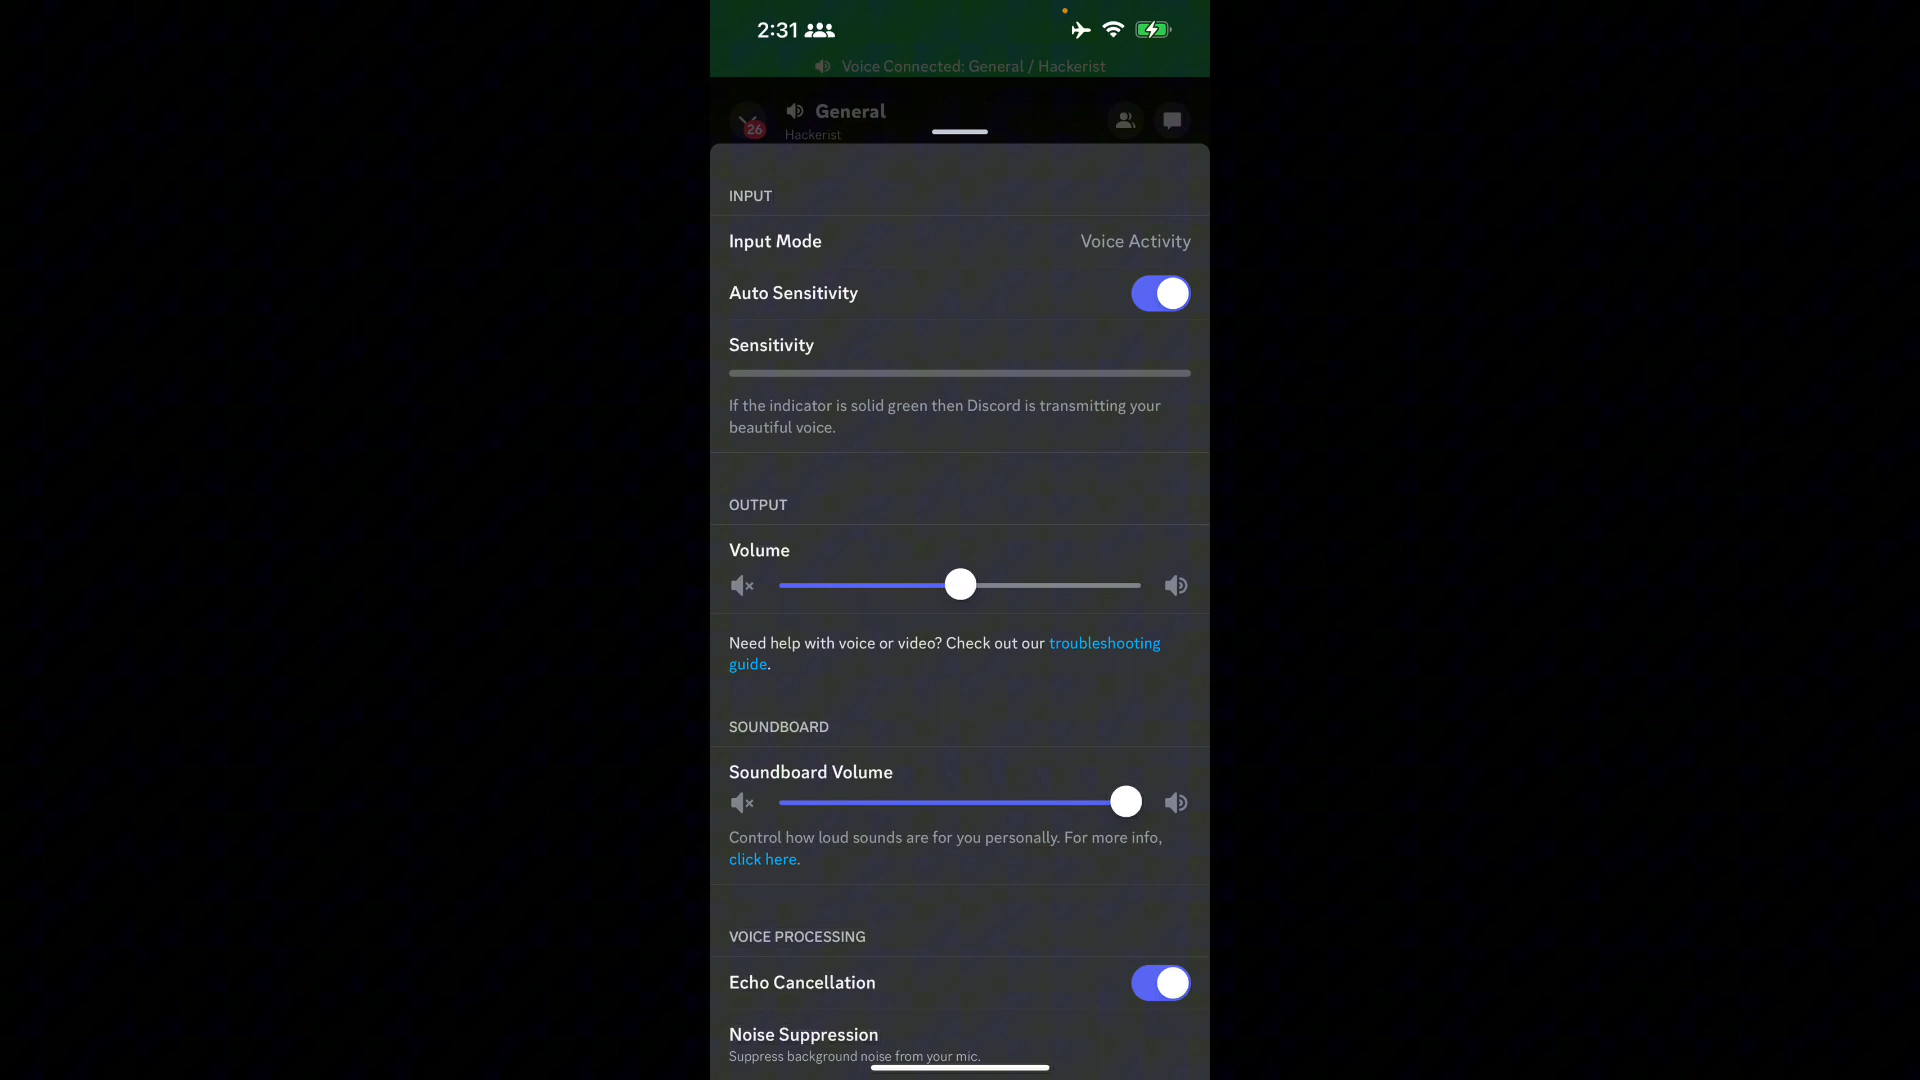 2:31
Voice Connected: General / Hackerist
General
26
Hackerist
INPUT
Input Mode
Voice Activity
Auto Sensitivity
Sensitivity
If the indicator is solid green then Discord is transmitting your
beautiful voice.
OUTPUT
Volume
Need help with voice or video? Check out our troubleshooting
guide.
SOUNDBOARD
Soundboard Volume
Control how loud sounds are for you personally. For more info,
click here.
VOICE PROCESSING
Echo Cancellation
Noise Suppression
Suppress background noise from your mic.